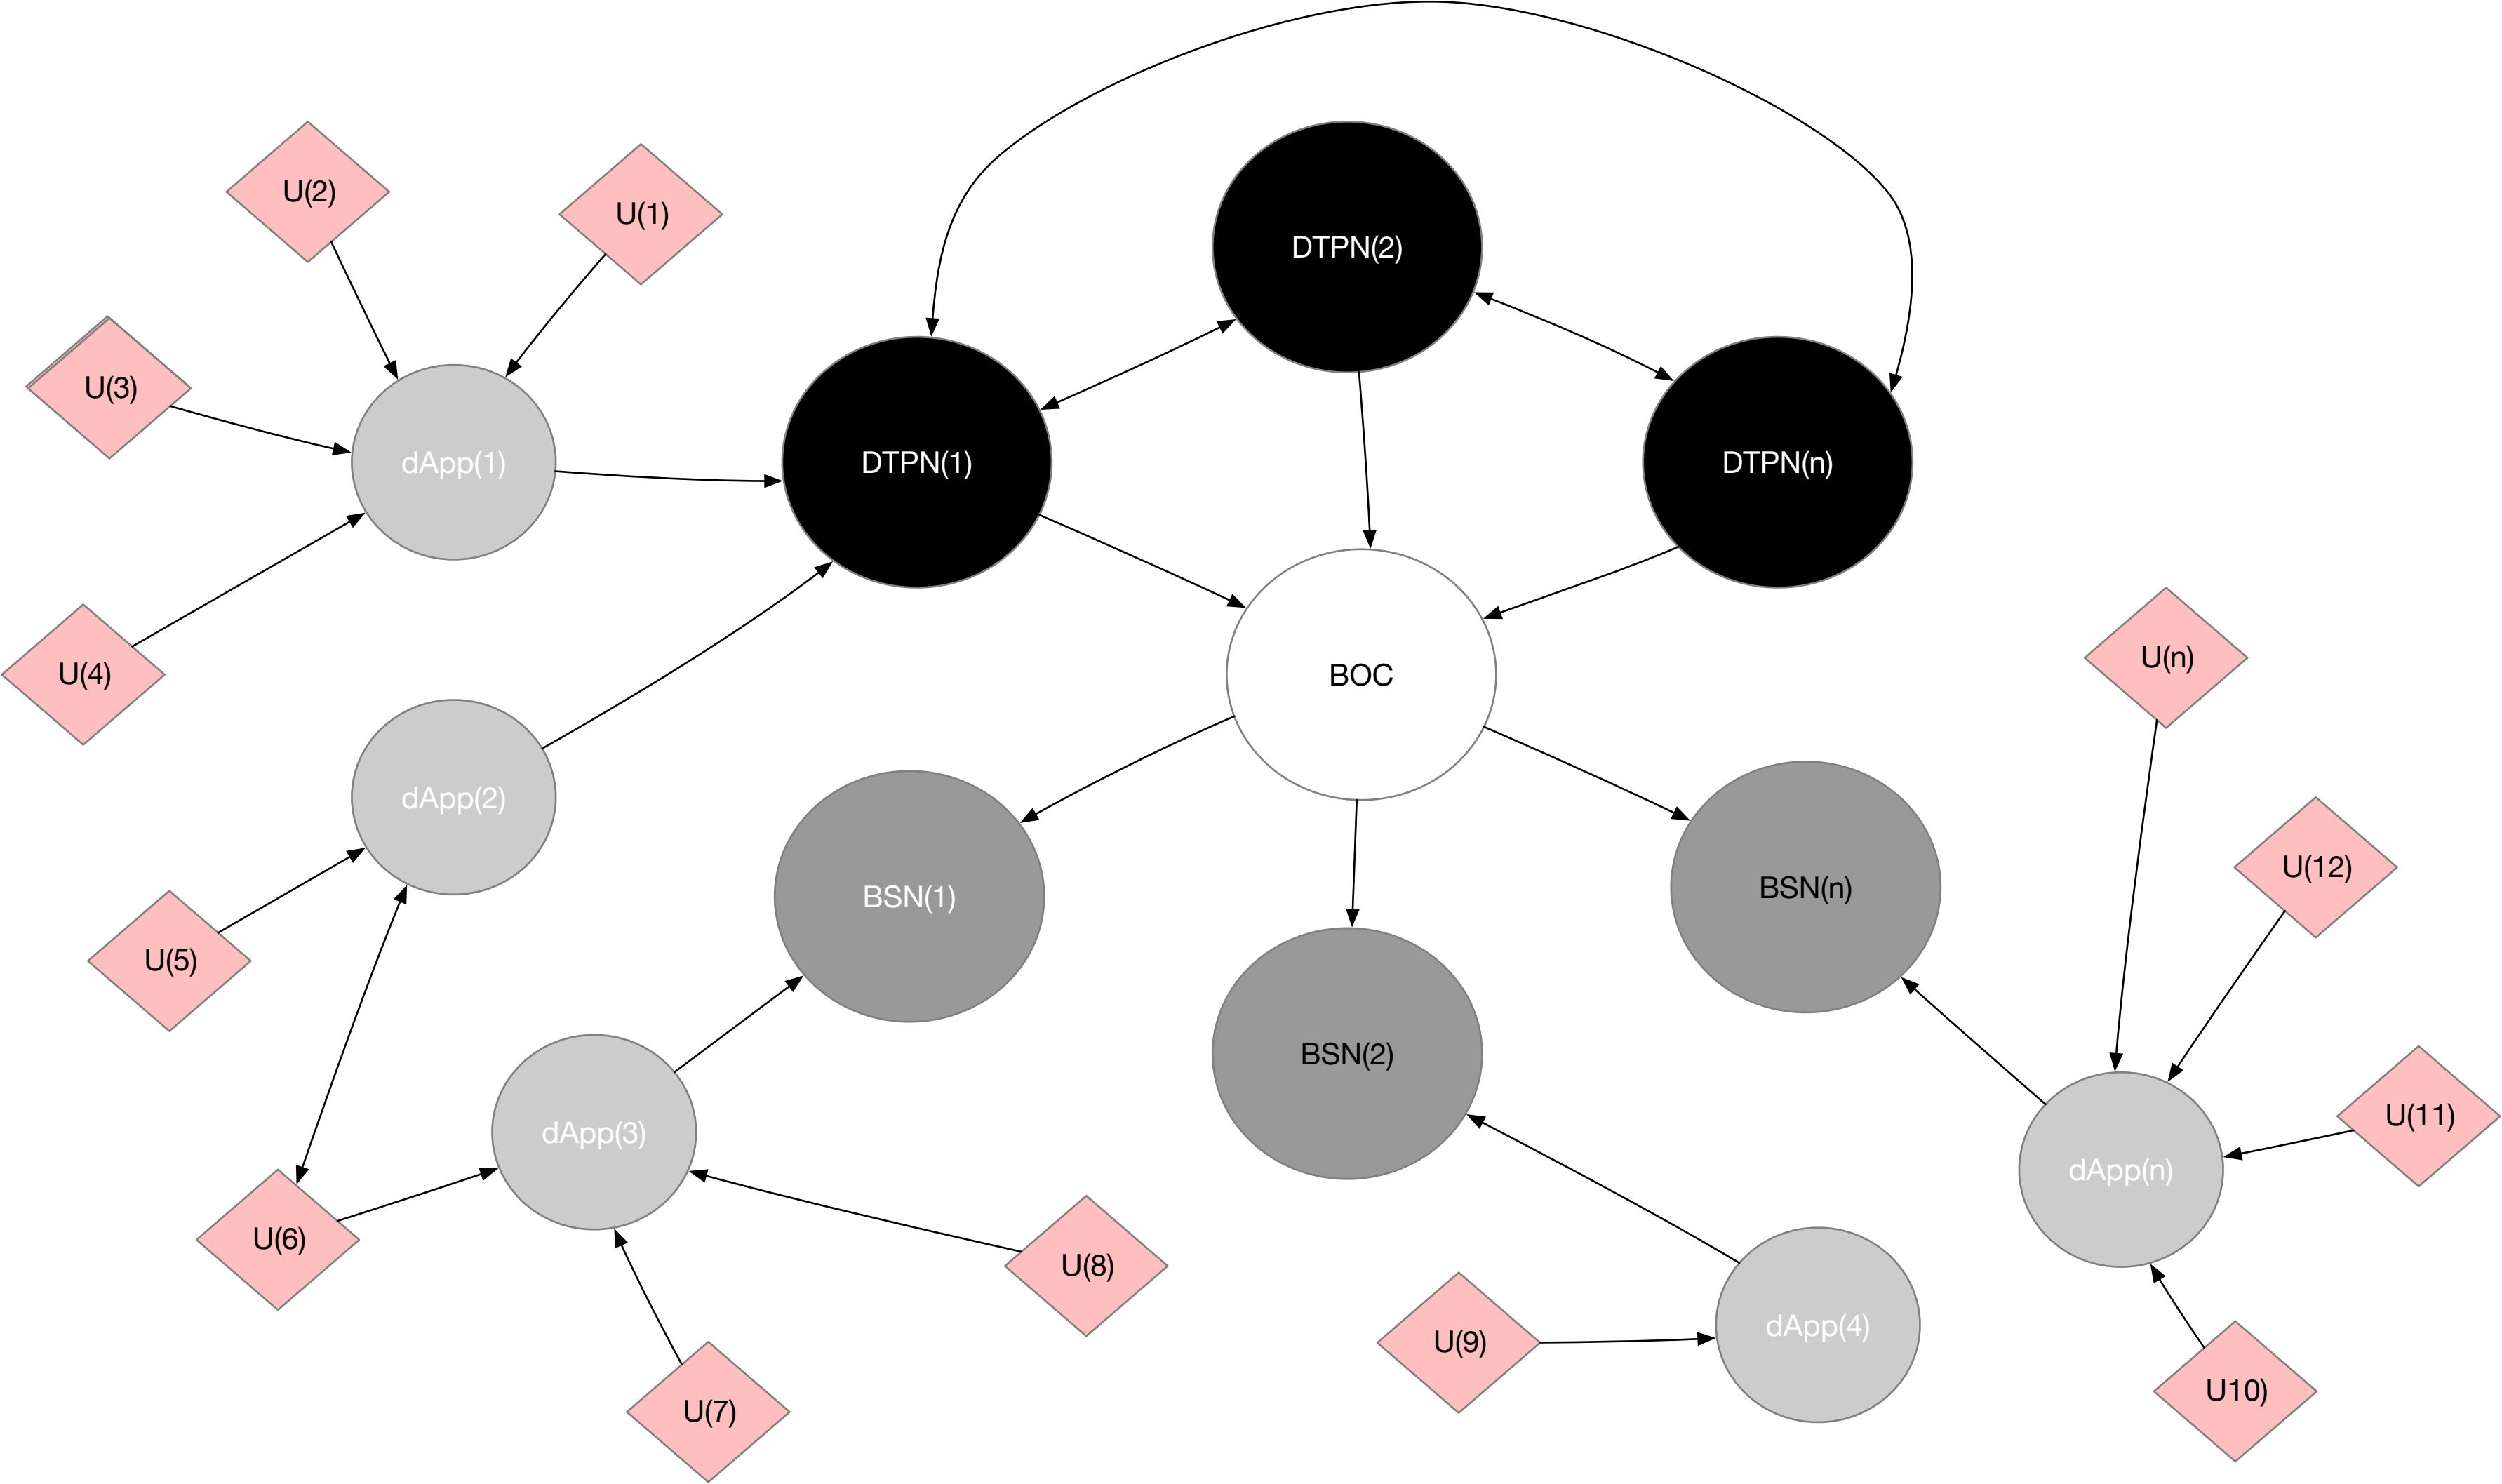 U(2)
U(1)
DTPN(2)
U(3)
dApp(1)
DTPN(1)
DTPN(n)
U(4)
BOC
U(n)
dApp(2)
U(12)
BSN(1)
BSN(n)
U(5)
BSN(2)
U(11)
dApp(3)
dApp(n)
U(6)
U(8)
dApp(4)
U(9)
U10)
U(7)